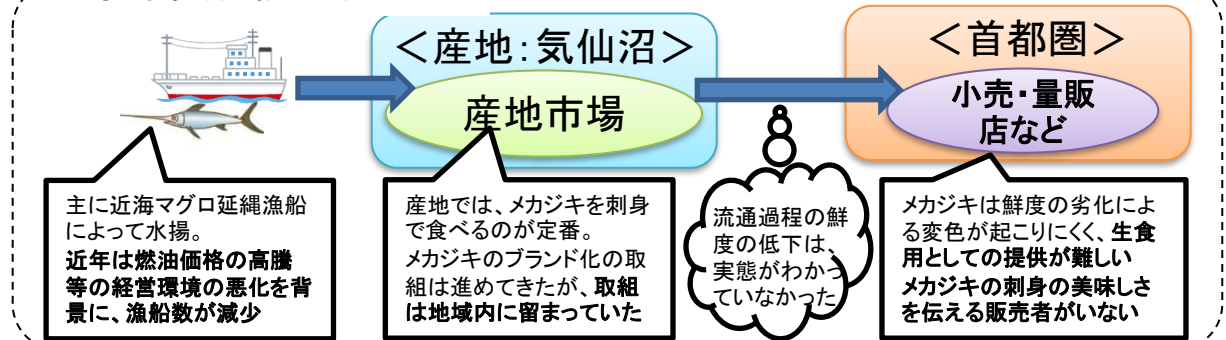 ＜産地：気仙沼＞
産地市場
＜首都圏＞
小売・量販
店など
主に近海マグロ延縄漁船
によって水揚。
近年は燃油価格の高騰
等の経営環境の悪化を背
景に、漁船数が減少
産地では、メカジキを刺身
で食べるのが定番。
メカジキのブランド化の取
組は進めてきたが、取組
は地域内に留まっていた
流通過程の鮮
度の低下は、
実態がわかっ
ていなかった
メカジキは鮮度の劣化によ
る変色が起こりにくく、生食
用としての提供が難しい
メカジキの刺身の美味しさ
を伝える販売者がいない